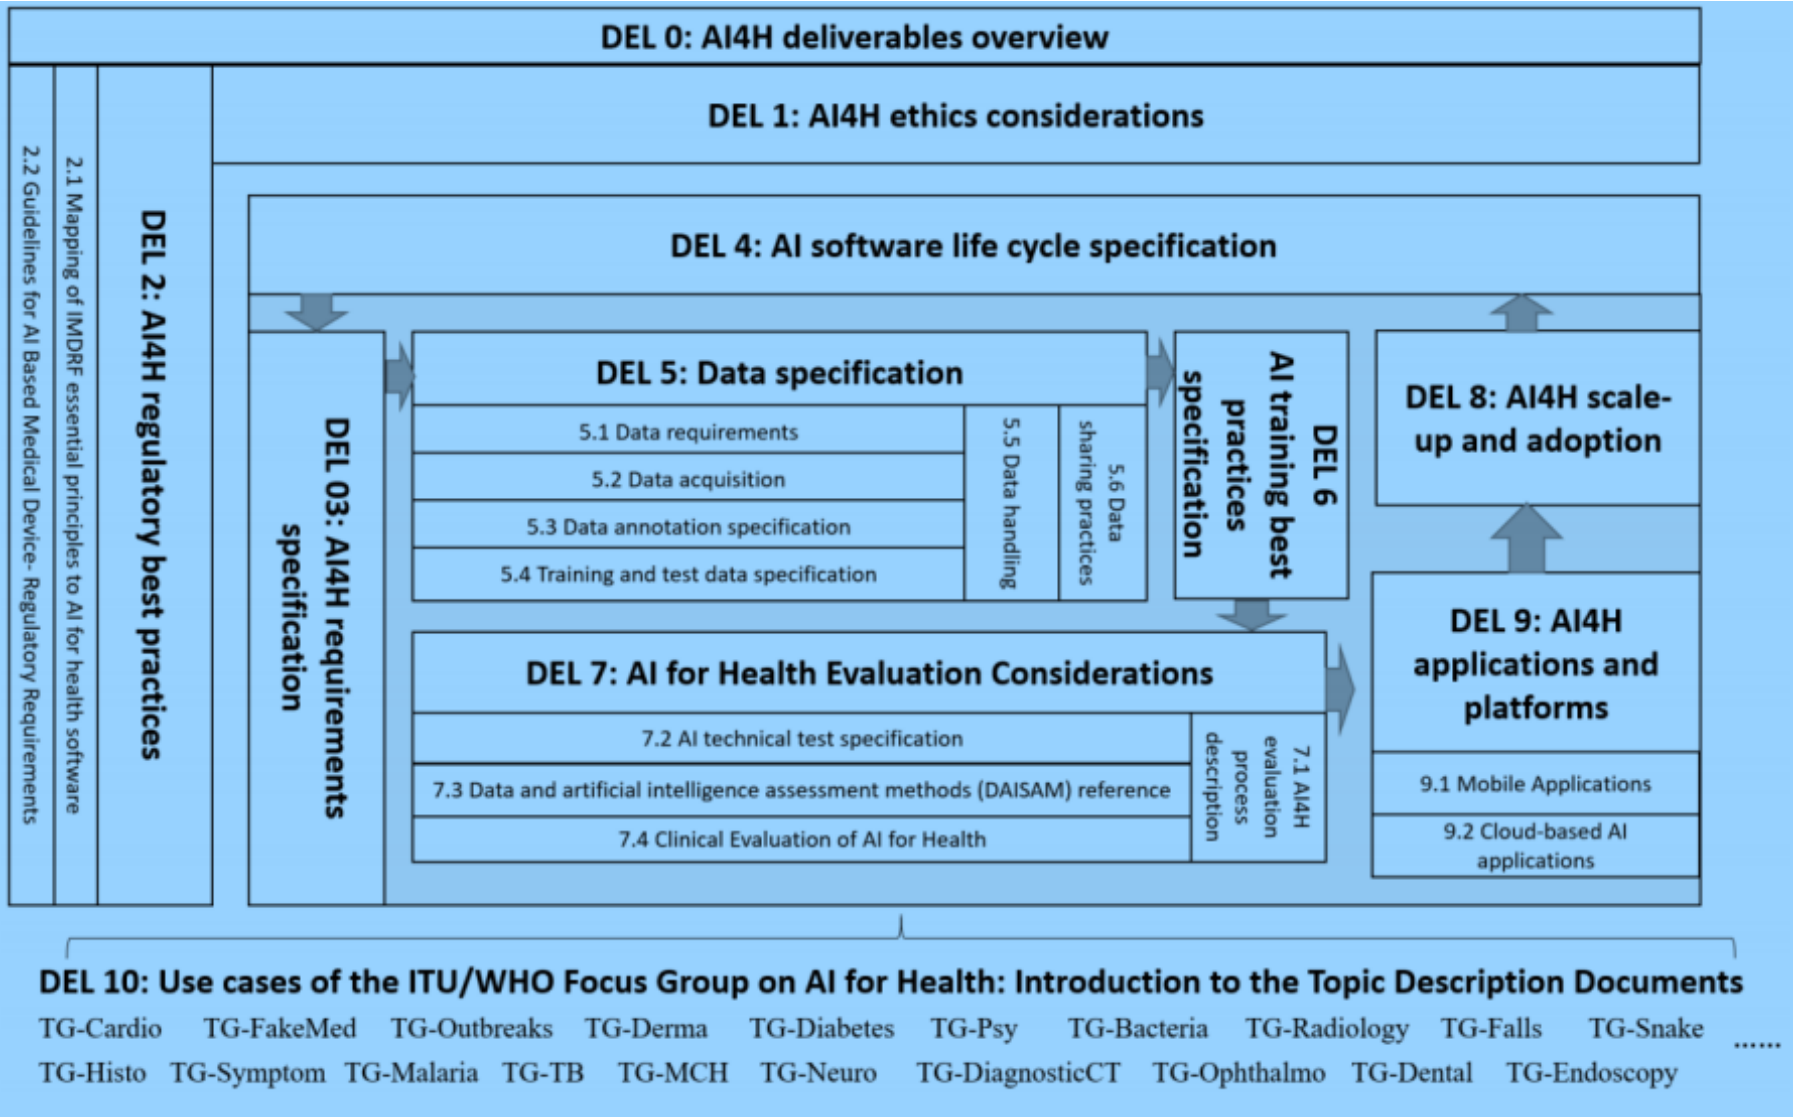 DEL 0: AI4H deliverables overview
DEL 1: AI4H ethics considerations
2.2 Guidelines for AI Based Medical Device- Regulatory Requirements
2.1 Mapping of IMDRF essential principles to AI for health software
DEL 2: AI4H regulatory best practices
DEL 4: AI software life cycle specification
DEL 03: AI4H requirements
specification
DEL 5: Data specification
5.1 Data requirements
5.2 Data acquisition
5.3 Data annotation specification
5.4 Training and test data specification
5.5 Data handling
5.6 Data
sharing practices
DEL 6
AI training best
practices
specification
DEL 7: AI for Health Evaluation Considerations
7.2 AI technical test specification
7.3 Data and artificial intelligence assessment methods (DAISAM) reference
7.4 Clinical Evaluation of AI for Health
7.1 AI4H
evaluation
process
description
DEL 8: AI4H scale-
up and adoption
DEL 9: AI4H
applications and
platforms
9.1 Mobile Applications
9.2 Cloud-based AI
applications
DEL 10: Use cases of the ITU/WHO Focus Group on AI for Health: Introduction to the Topic Description Documents
TG-Cardio TG-FakeMed TG-Outbreaks TG-Derma TG-Diabetes TG-Psy TG-Bacteria TG-Radiology TG-Falls TG-Snake
......
TG-Histo TG-Symptom TG-Malaria TG-TB TG-MCH TG-Neuro TG-DiagnosticCT TG-Ophthalmo TG-Dental TG-Endoscopy